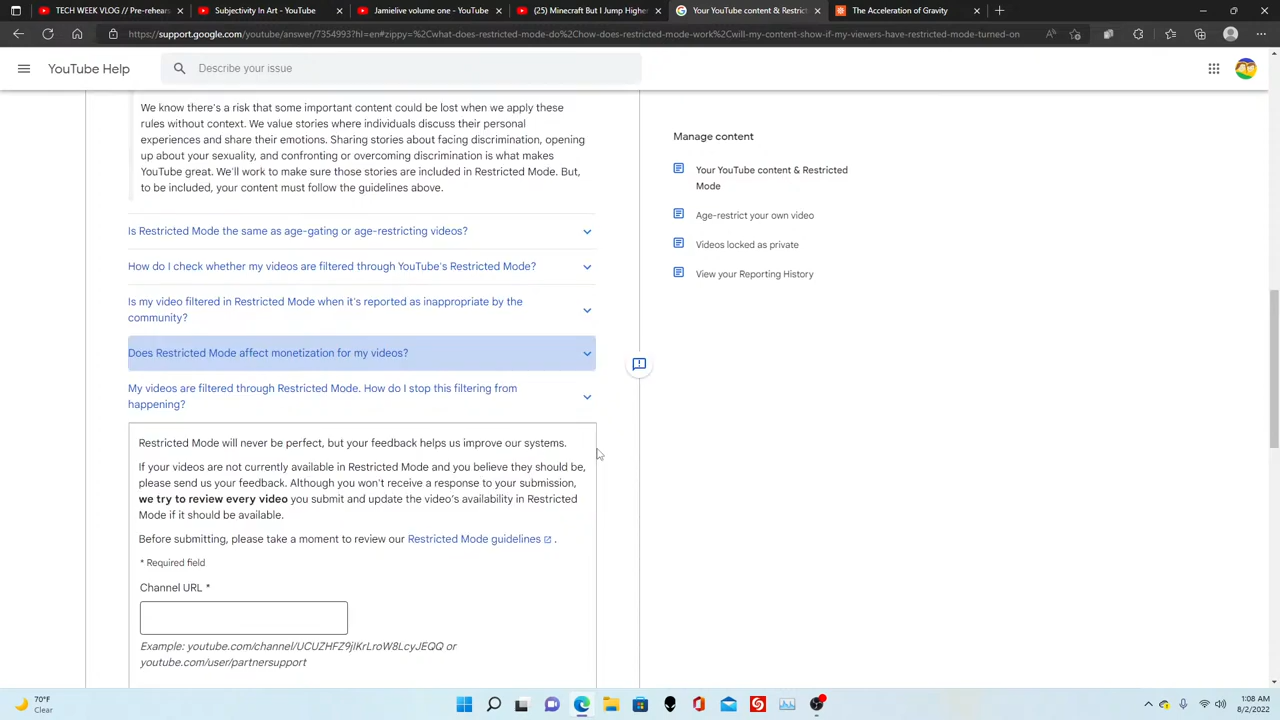 TECH WEEK VLOG // Pre-rehears
Subjectivity In Art - YouTube
Jamielive volume one - YouTube
(25) Minecraft But I Jump Higher
Your YouTube content & Restrict
The Acceleration of Gravity
https://support.google.com/youtube/answer/7354993?hl=en#zippy=%2Cwhat-does-restricted-mode-do%2Chow-does-restricted-mode-work%2Cwill-my-content-show-if-my-viewers-have-restricted-mode-turned-on
YouTube Help
Describe your issue
We know there's a risk that some important content could be lost when we apply these
rules without context. We value stories where individuals discuss their personal
experiences and share their emotions. Sharing stories about facing discrimination, opening
up about your sexuality, and confronting or overcoming discrimination is what makes
YouTube great. We'll work to make sure those stories are included in Restricted Mode. But,
to be included, your content must follow the guidelines above.
Is Restricted Mode the same as age-gating or age-restricting videos?
How do I check whether my videos are filtered through YouTube's Restricted Mode?
Is my video filtered in Restricted Mode when it's reported as inappropriate by the
community?
Does Restricted Mode affect monetization for my videos?
My videos are filtered through Restricted Mode. How do I stop this filtering from
happening?
Restricted Mode will never be perfect, but your feedback helps us improve our systems.
If your videos are not currently available in Restricted Mode and you believe they should be,
please send us your feedback. Although you won't receive a response to your submission,
we try to review every video you submit and update the video's availability in Restricted
Mode if it should be available.
Before submitting, please take a moment to review our Restricted Mode guidelines .
* Required field
Channel URL *
Example: youtube.com/channel/UCUZHFZ9jIKrLroW8LcyJEQQ or
youtube.com/user/partnersupport
Manage content
Your YouTube content & Restricted
Mode
Age-restrict your own video
Videos locked as private
View your Reporting History
70°F
Clear
1:08 AM
8/2/2022